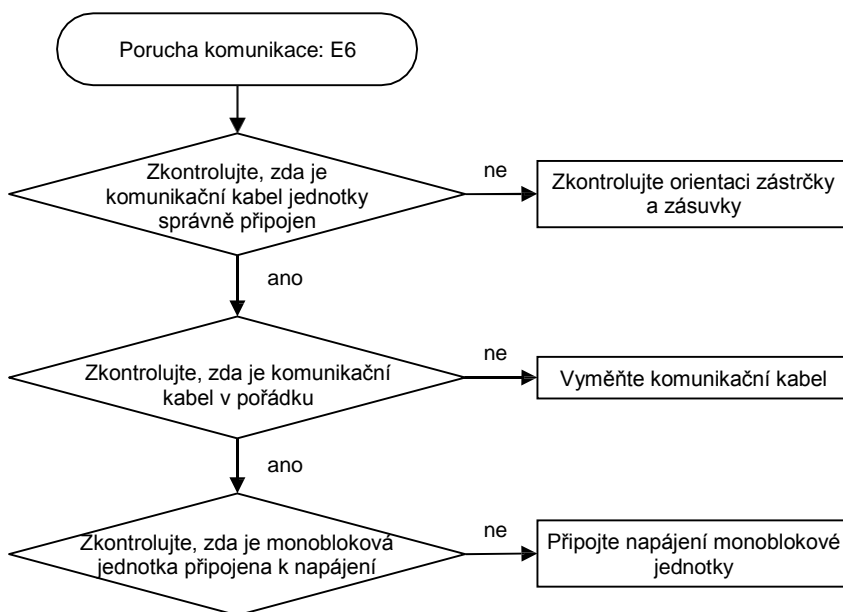 Porucha komunikace: E6
Zkontrolujte, zda je
komunikační kabel jednotky
správně připojen
ne
Zkontrolujte orientaci zástrčky
a zásuvky
ano
Zkontrolujte, zda je komunikační
kabel v pořádku
ne
Vyměňte komunikační kabel
ano
Zkontrolujte, zda je monobloková
jednotka připojena k napájení
ne
Připojte napájení monoblokové
jednotky